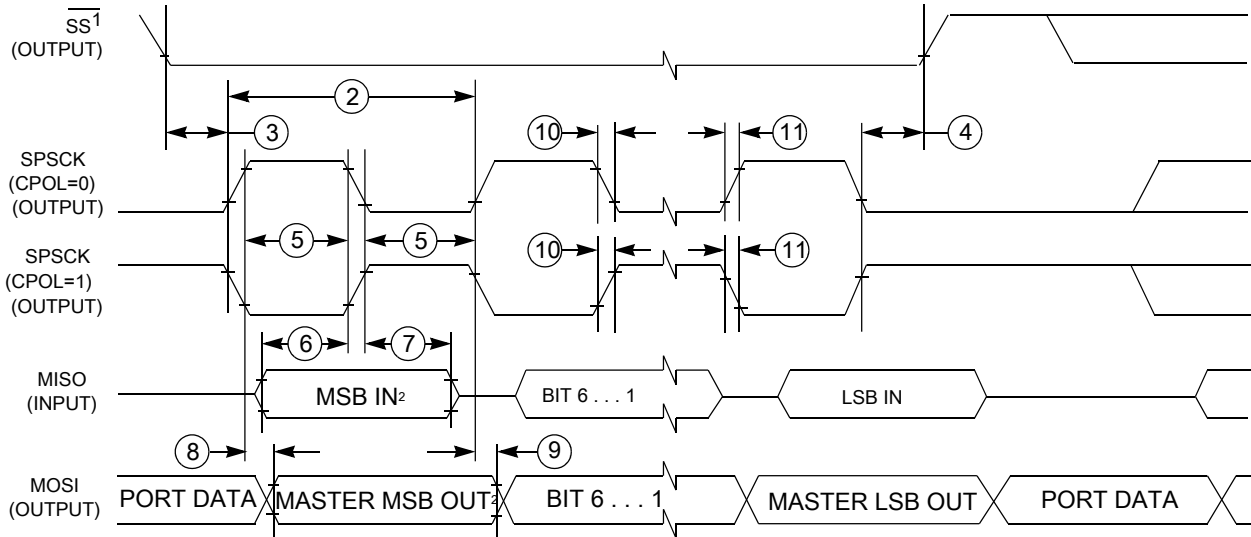 SS¹
(OUTPUT)
2
3
10
11
4
SPSCK
(CPOL=0)
(OUTPUT)
5
5
10
11
SPSCK
(CPOL=1)
(OUTPUT)
6
7
MISO
(INPUT)
MSB IN²
BIT 6 . . . 1
LSB IN
8
9
MOSI
(OUTPUT)
PORT DATA
MASTER MSB OUT²
BIT 6 . . . 1
MASTER LSB OUT
PORT DATA